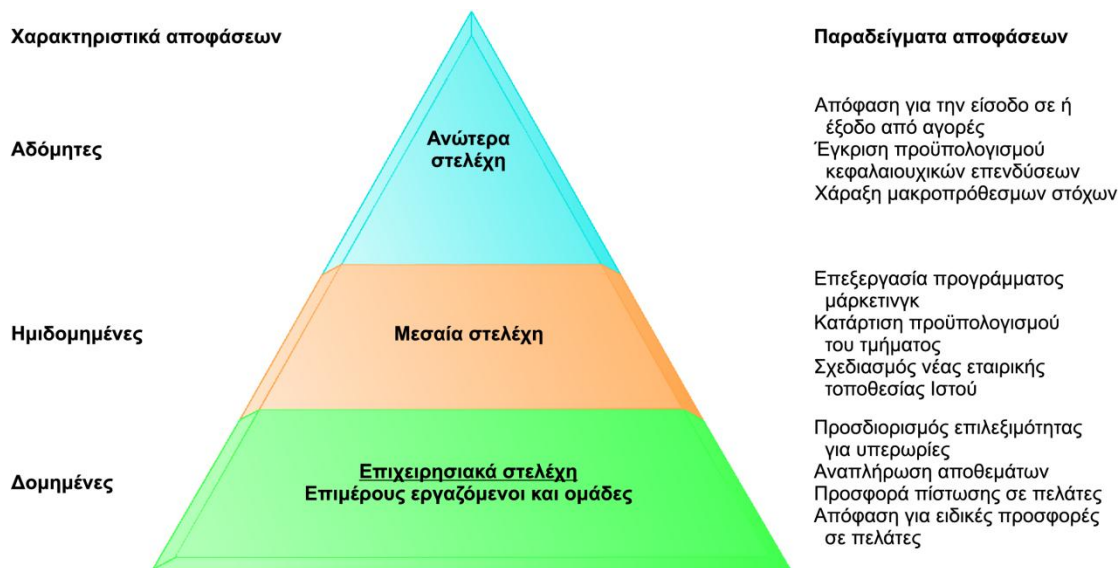 Χαρακτηριστικά αποφάσεων
Παραδείγματα αποφάσεων
Αδόμητες
Ανώτερα
στελέχη
Απόφαση για την είσοδο σε ή
έξοδο από αγορές
Έγκριση προϋπολογισμού
κεφαλαιουχικών επενδύσεων
Χάραξη μακροπρόθεσμων στόχων
Ημιδομημένες
Μεσαία στελέχη
Επεξεργασία προγράμματος
μάρκετινγκ
Κατάρτιση προϋπολογισμού
του τμήματος
Σχεδιασμός νέας εταιρικής
τοποθεσίας Ιστού
Δομημένες
Επιχειρησιακά στελέχη
Επιμέρους εργαζόμενοι και ομάδες
Προσδιορισμός επιλεξιμότητας
για υπερωρίες
Αναπλήρωση αποθεμάτων
Προσφορά πίστωσης σε πελάτες
Απόφαση για ειδικές προσφορές
σε πελάτες